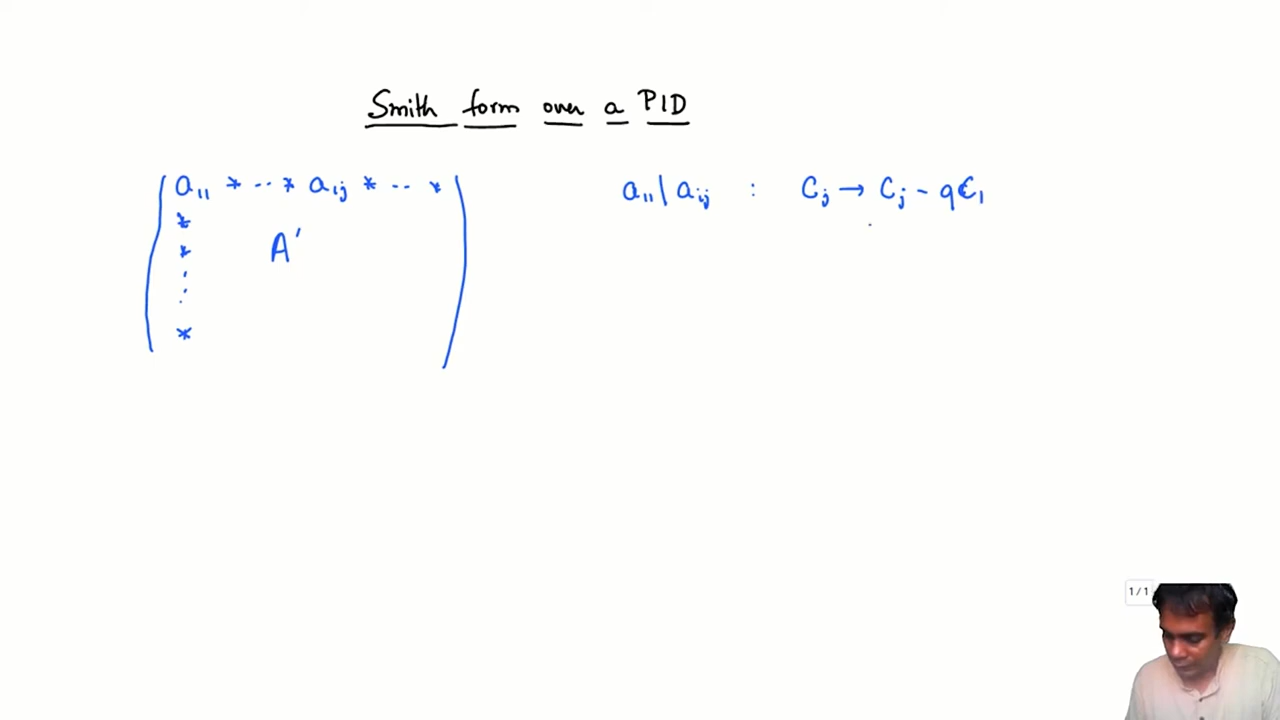 Smith form over a PID
a₁₁ * ·· * a₁ⱼ * ·· *
a₁₁ | a₁ⱼ : Cⱼ → Cⱼ - qC₁
*
* A'
⋮
*
1/1